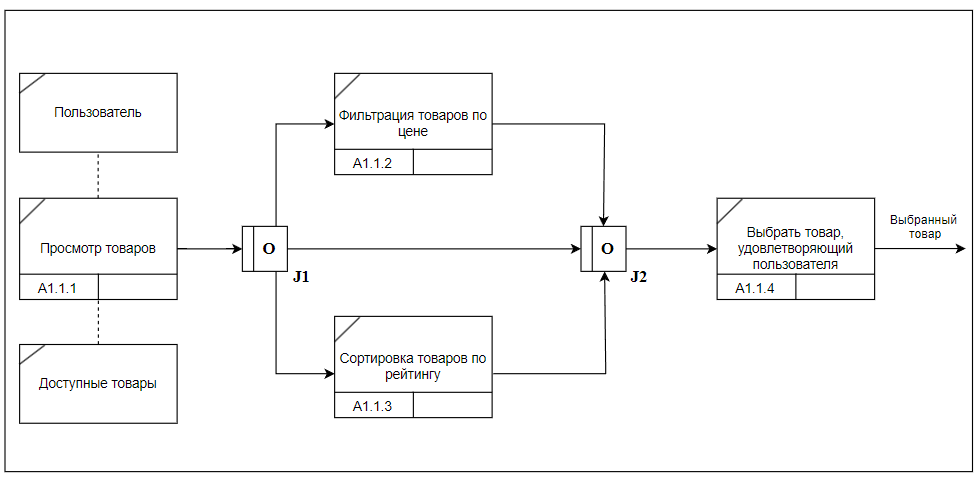 Пользователь
Просмотр товаров
A1.1.1
Доступные товары
O
J1
Фильтрация товаров по
цене
A1.1.2
Сортировка товаров по
рейтингу
A1.1.3
O
J2
Выбрать товар,
удовлетворяющий
пользователя
A1.1.4
Выбранный
товар